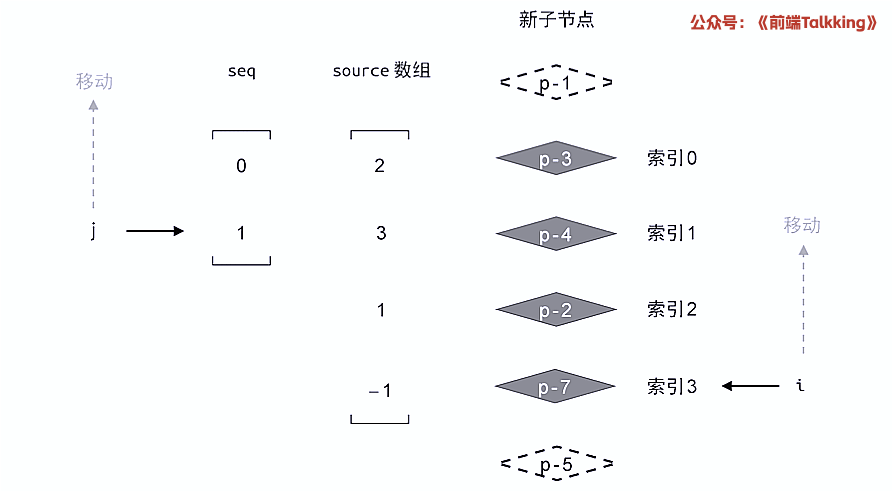 新子节点
公众号：《前端Talkking》
移动
seq
source 数组
p-1
0
2
p-3
索引0
j
1
3
p-4
索引1
移动
1
p-2
索引2
−1
p-7
索引3
i
p-5